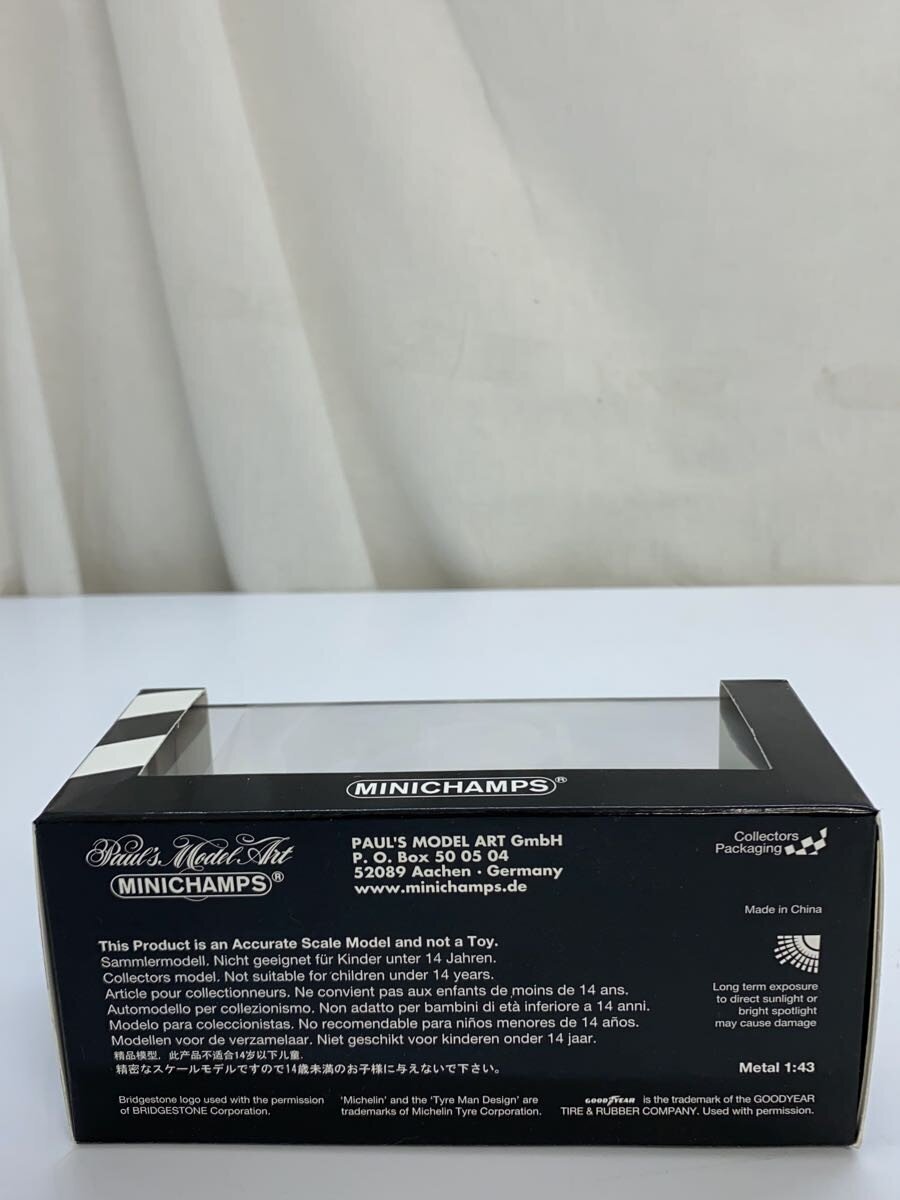 MINICHAMPS®
Paul's Model Art
MINICHAMPS®
PAUL'S MODEL ART GmbH
P. O. Box 50 05 04
52089 Aachen · Germany
www.minichamps.de
Collectors
Packaging
Made in China
This Product is an Accurate Scale Model and not a Toy.
Sammlermodell. Nicht geeignet für Kinder unter 14 Jahren.
Collectors model. Not suitable for children under 14 years.
Article pour collectionneurs. Ne convient pas aux enfants de moins de 14 ans.
Automodello per collezionismo. Non adatto per bambini di età inferiore a 14 anni.
Modelo para coleccionistas. No recomendable para niños menores de 14 años.
Modellen voor de verzamelaar. Niet geschikt voor kinderen onder 14 jaar.
精品模型，此产品不适合14岁以下儿童.
精密なスケールモデルですので14歳未満のお子様に与えないで下さい。
Long term exposure
to direct sunlight or
bright spotlight
may cause damage
Metal 1:43
Bridgestone logo used with the permission
of BRIDGESTONE Corporation.
'Michelin' and the 'Tyre Man Design' are
trademarks of Michelin Tyre Corporation.
GOODYEAR is the trademark of the GOODYEAR
TIRE & RUBBER COMPANY. Used with permission.